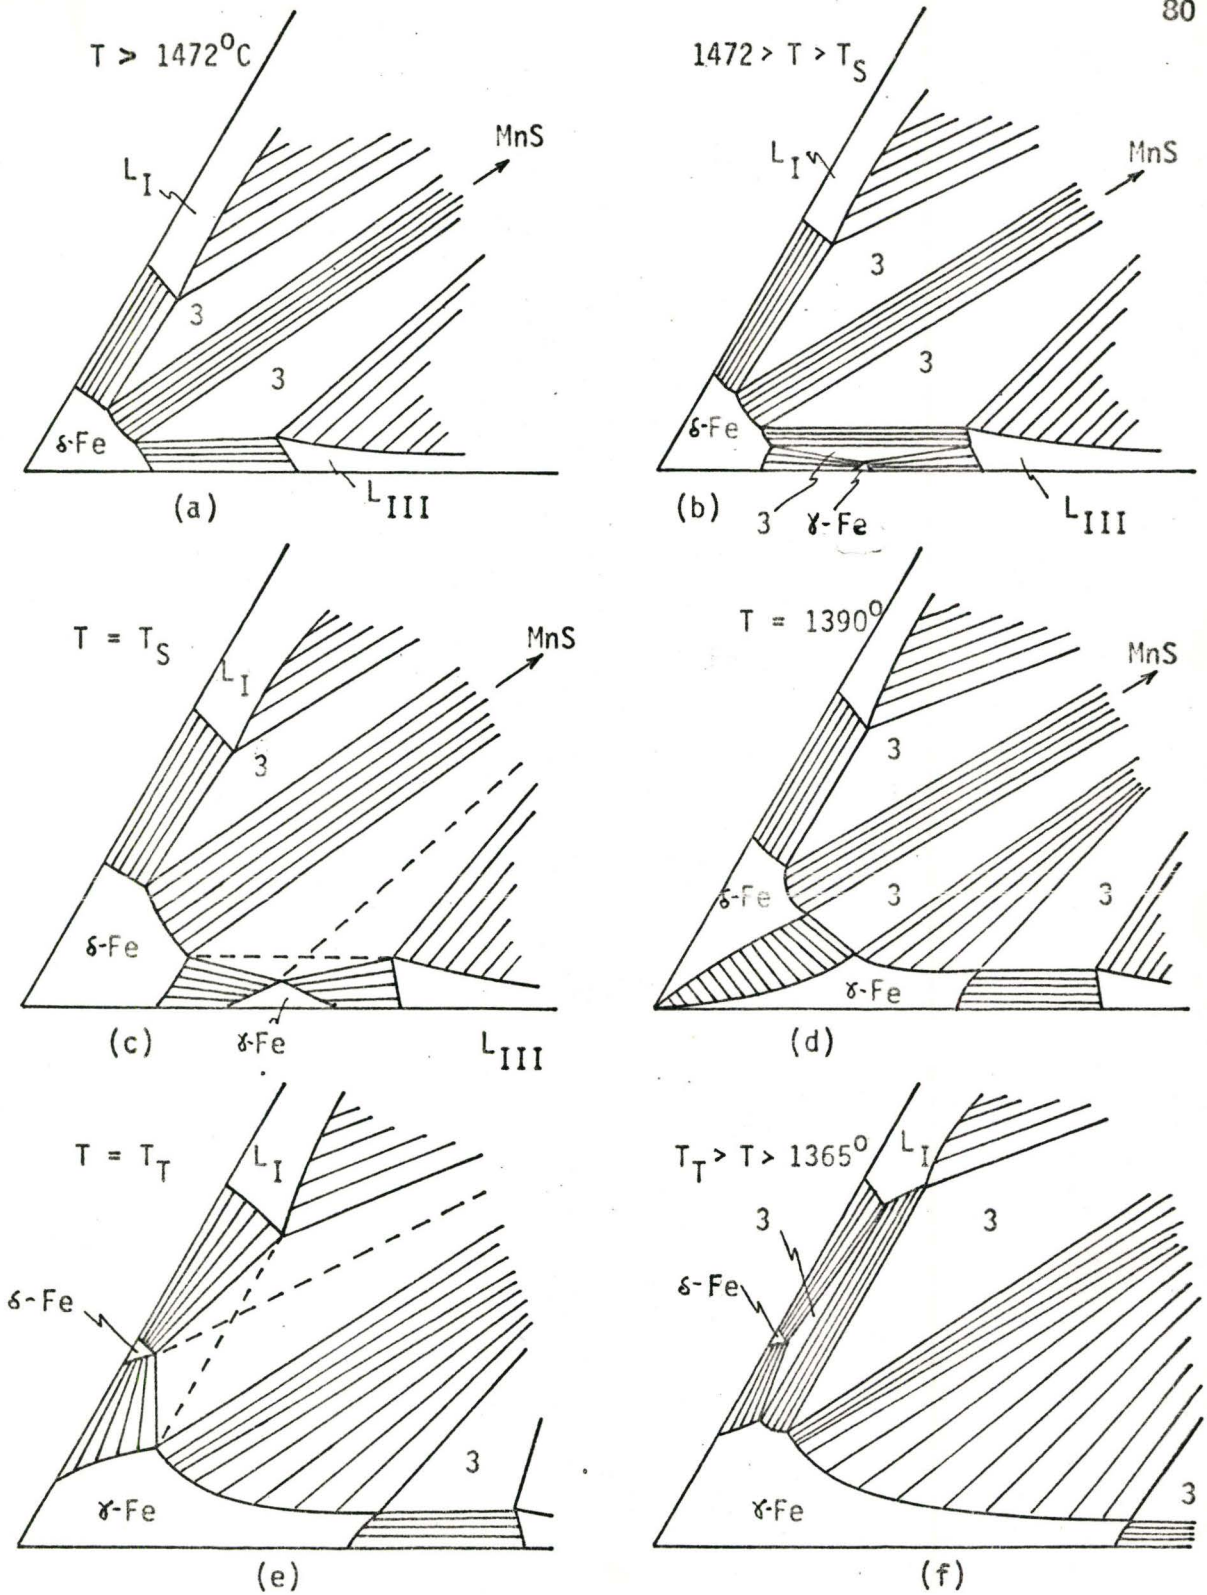 80
T > 1472°C
L_I
MnS
3
3
δ-Fe
L_III
(a)
1472 > T > T_S
L_I
MnS
3
3
δ-Fe
3
γ-Fe
L_III
(b)
T = T_S
L_I
MnS
3
δ-Fe
γ-Fe
L_III
(c)
T = 1390°
MnS
3
δ-Fe
3
3
γ-Fe
(d)
T = T_T
L_I
δ-Fe
3
γ-Fe
(e)
T_T > T > 1365°
L_I
3
3
δ-Fe
3
γ-Fe
(f)